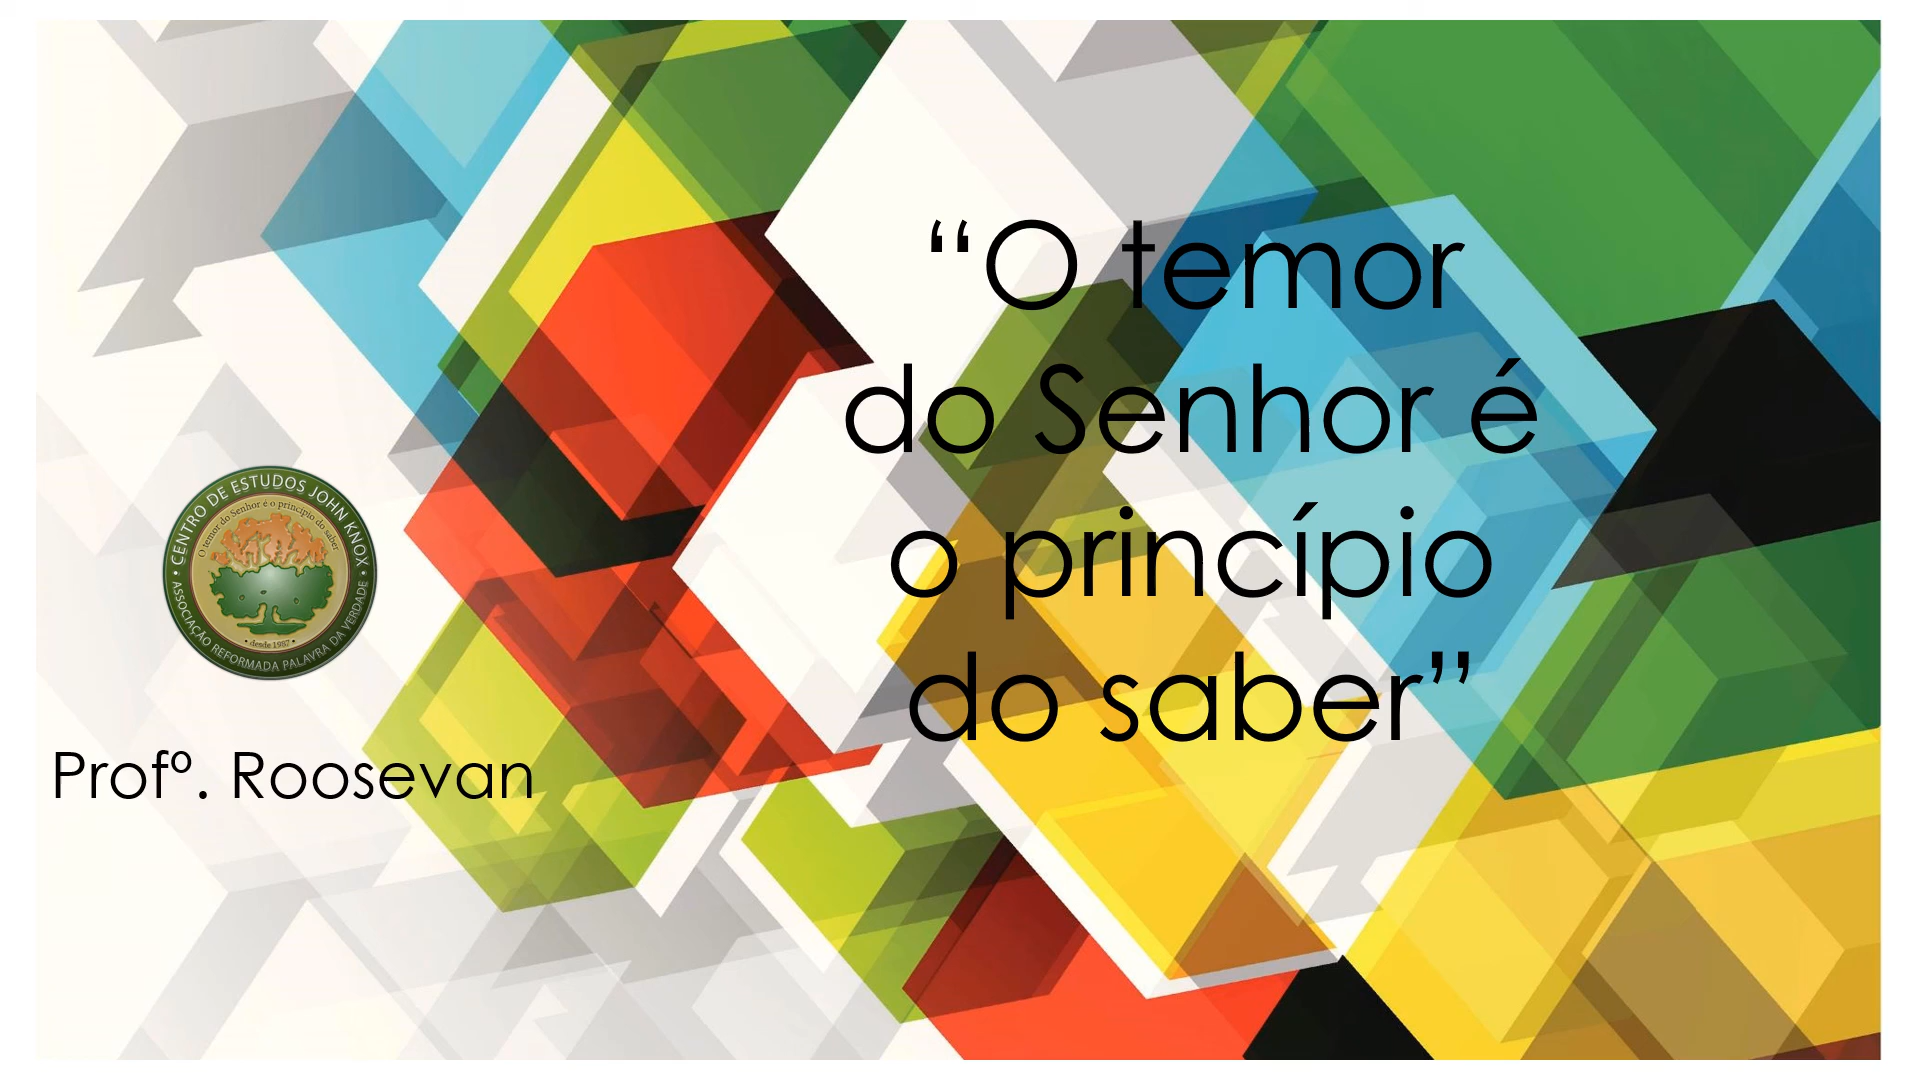 “O temor
do Senhor é
o princípio
do saber”
• CENTRO DE ESTUDOS JOHN KNOX •
O temor do Senhor é o princípio do saber
• desde 1987 •
ASSOCIAÇÃO REFORMADA PALAVRA DA VERDADE
Profº. Roosevan